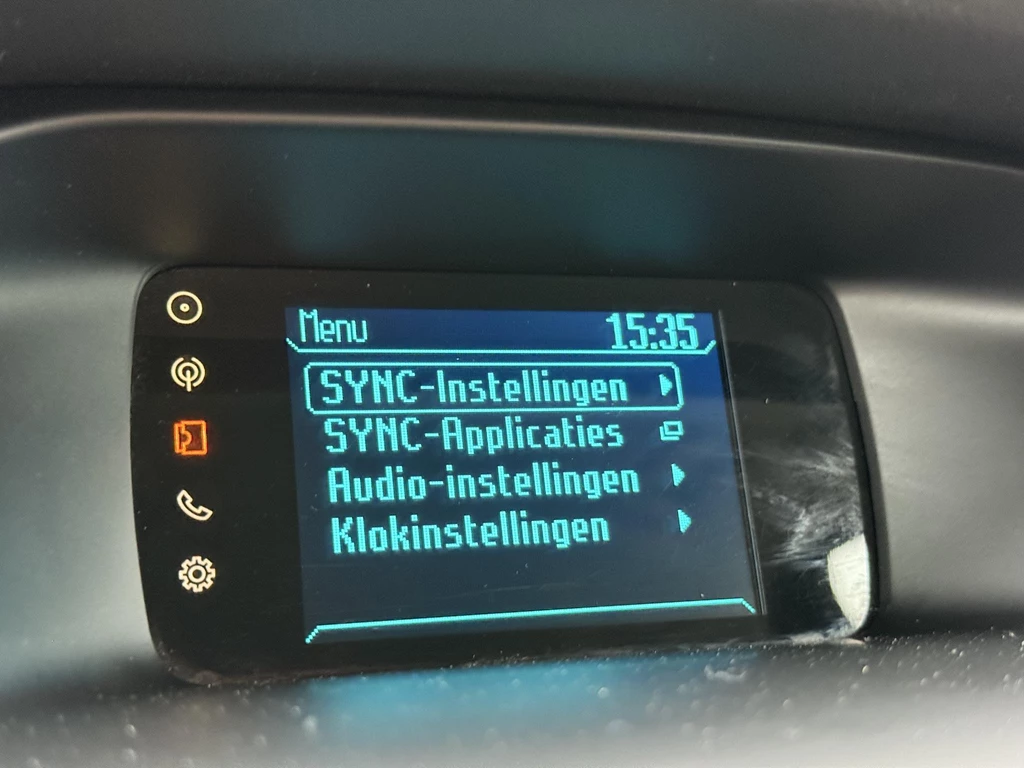 Menu 15:35
SYNC-Instellingen
SYNC-Applicaties
Audio-instellingen
Klokinstellingen